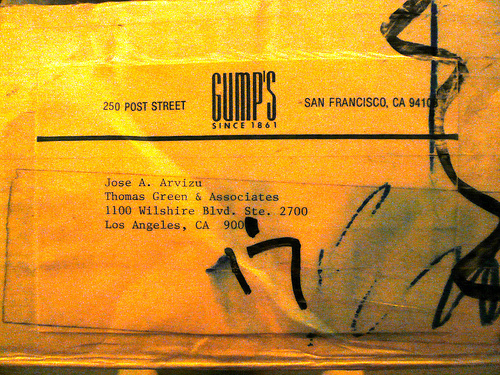 GUMP'S
250 POST STREET SINCE 1861 SAN FRANCISCO, CA 9410
Jose A. Arvizu
Thomas Green & Associates
1100 Wilshire Blvd. Ste. 2700
Los Angeles, CA 900
17